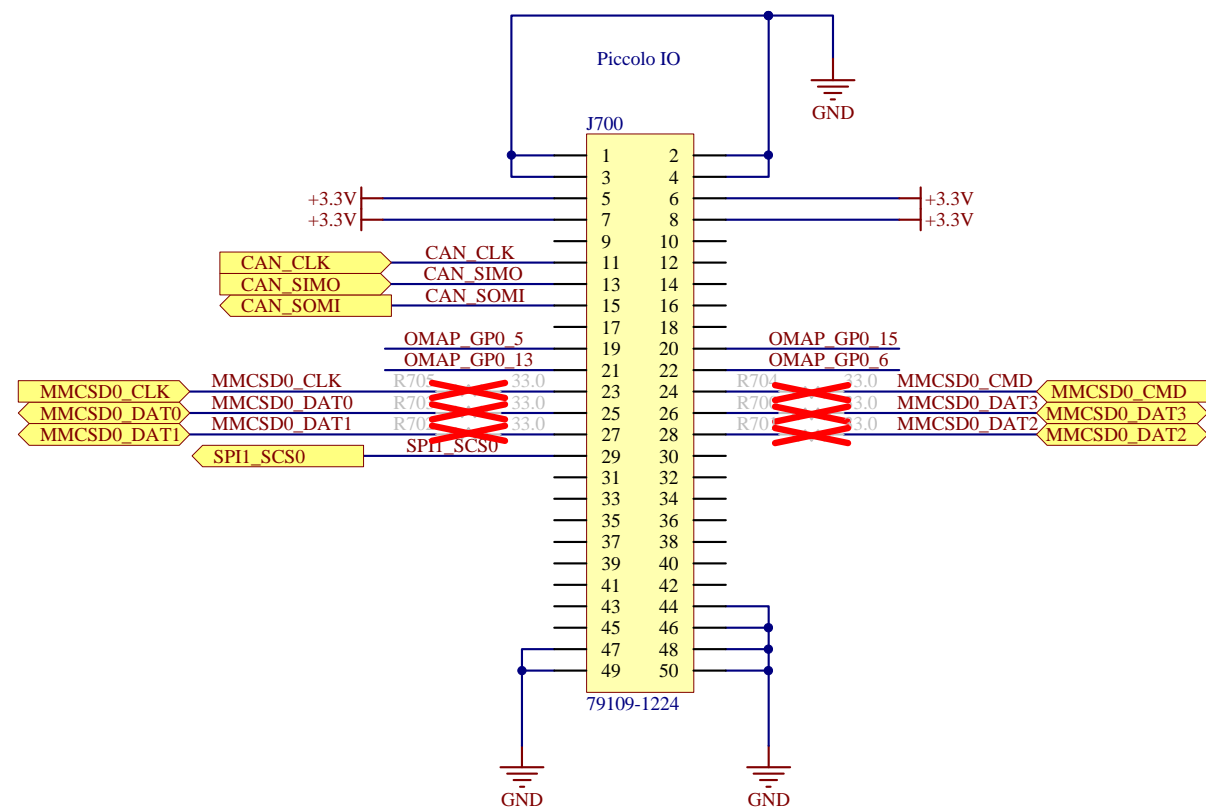 Piccolo IO
GND
J700
1 2
3 4
+3.3V 5 6 +3.3V
+3.3V 7 8 +3.3V
9 10
CAN_CLK CAN_CLK 11 12
CAN_SIMO CAN_SIMO 13 14
CAN_SOMI CAN_SOMI 15 16
17 18
OMAP_GP0_5 19 20 OMAP_GP0_15
OMAP_GP0_13 21 22 OMAP_GP0_6
MMCSD0_CLK MMCSD0_CLK 33.0 23 24 R704 33.0 MMCSD0_CMD MMCSD0_CMD
MMCSD0_DAT0 MMCSD0_DAT0 33.0 25 26 MMCSD0_DAT3 MMCSD0_DAT3
MMCSD0_DAT1 MMCSD0_DAT1 33.0 27 28 MMCSD0_DAT2 MMCSD0_DAT2
SPI1_SCS0 SPI1_SCS0 29 30
31 32
33 34
35 36
37 38
39 40
41 42
43 44
45 46
47 48
49 50
79109-1224
GND GND